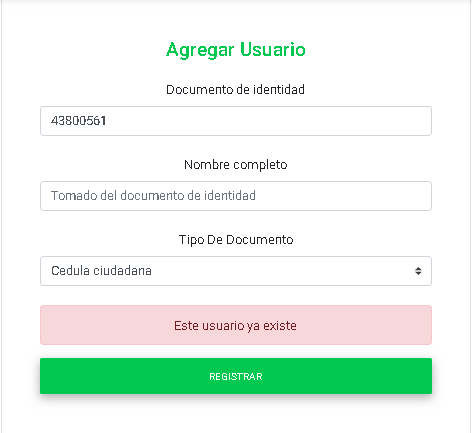 Agregar Usuario
Documento de identidad
43800561
Nombre completo
Tomado del documento de identidad
Tipo De Documento
Cedula ciudadana
Este usuario ya existe
REGISTRAR